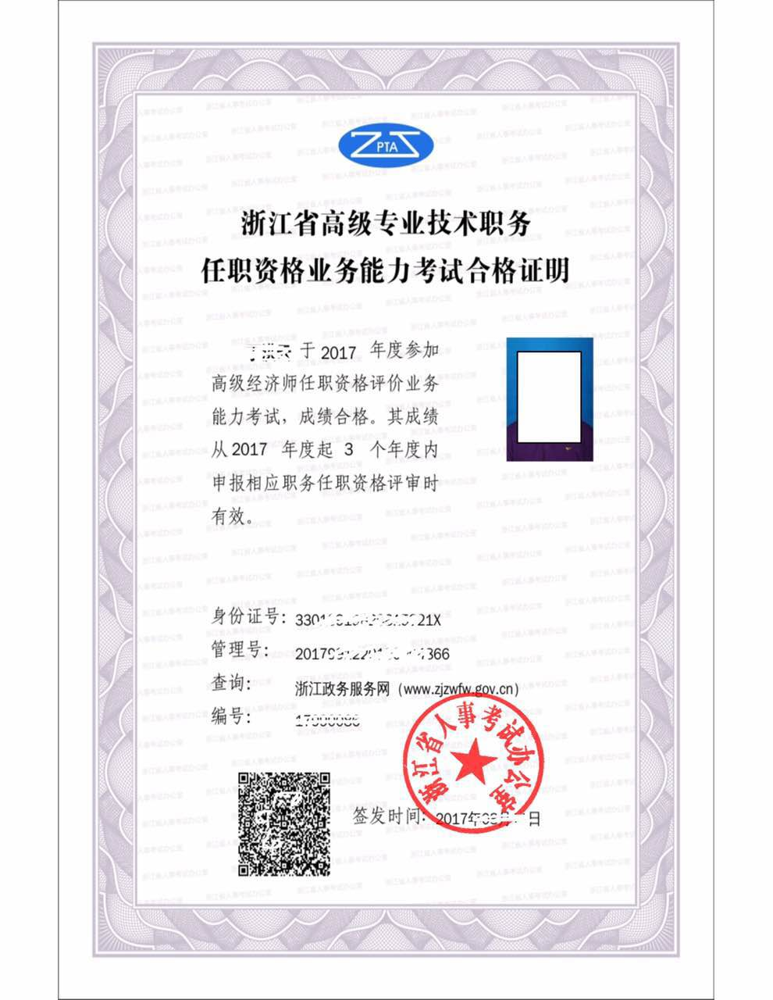 ZJ PTA
浙江省高级专业技术职务
任职资格业务能力考试合格证明
于 2017 年度参加
高级经济师任职资格评价业务
能力考试，成绩合格。其成绩
从 2017 年度起 3 个年度内
申报相应职务任职资格评审时
有效。
身份证号：
管理号：
查询： 浙江政务服务网（www.zjzwfw.gov.cn）
编号：
浙江省人事考试办公室
签发时间: 2017年 月 日